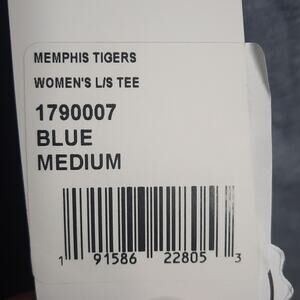 MEMPHIS TIGERS
WOMEN'S L/S TEE
1790007
BLUE
MEDIUM
1 91586 22805 3